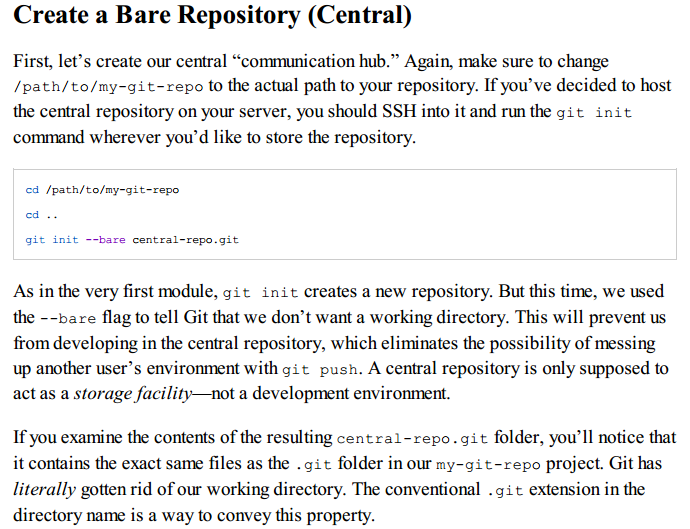 Create a Bare Repository (Central)
First, let’s create our central “communication hub.” Again, make sure to change
/path/to/my-git-repo to the actual path to your repository. If you’ve decided to host
the central repository on your server, you should SSH into it and run the git init
command wherever you’d like to store the repository.
cd /path/to/my-git-repo
cd ..
git init --bare central-repo.git
As in the very first module, git init creates a new repository. But this time, we used
the --bare flag to tell Git that we don’t want a working directory. This will prevent us
from developing in the central repository, which eliminates the possibility of messing
up another user’s environment with git push. A central repository is only supposed to
act as a storage facility—not a development environment.
If you examine the contents of the resulting central-repo.git folder, you’ll notice that
it contains the exact same files as the .git folder in our my-git-repo project. Git has
literally gotten rid of our working directory. The conventional .git extension in the
directory name is a way to convey this property.